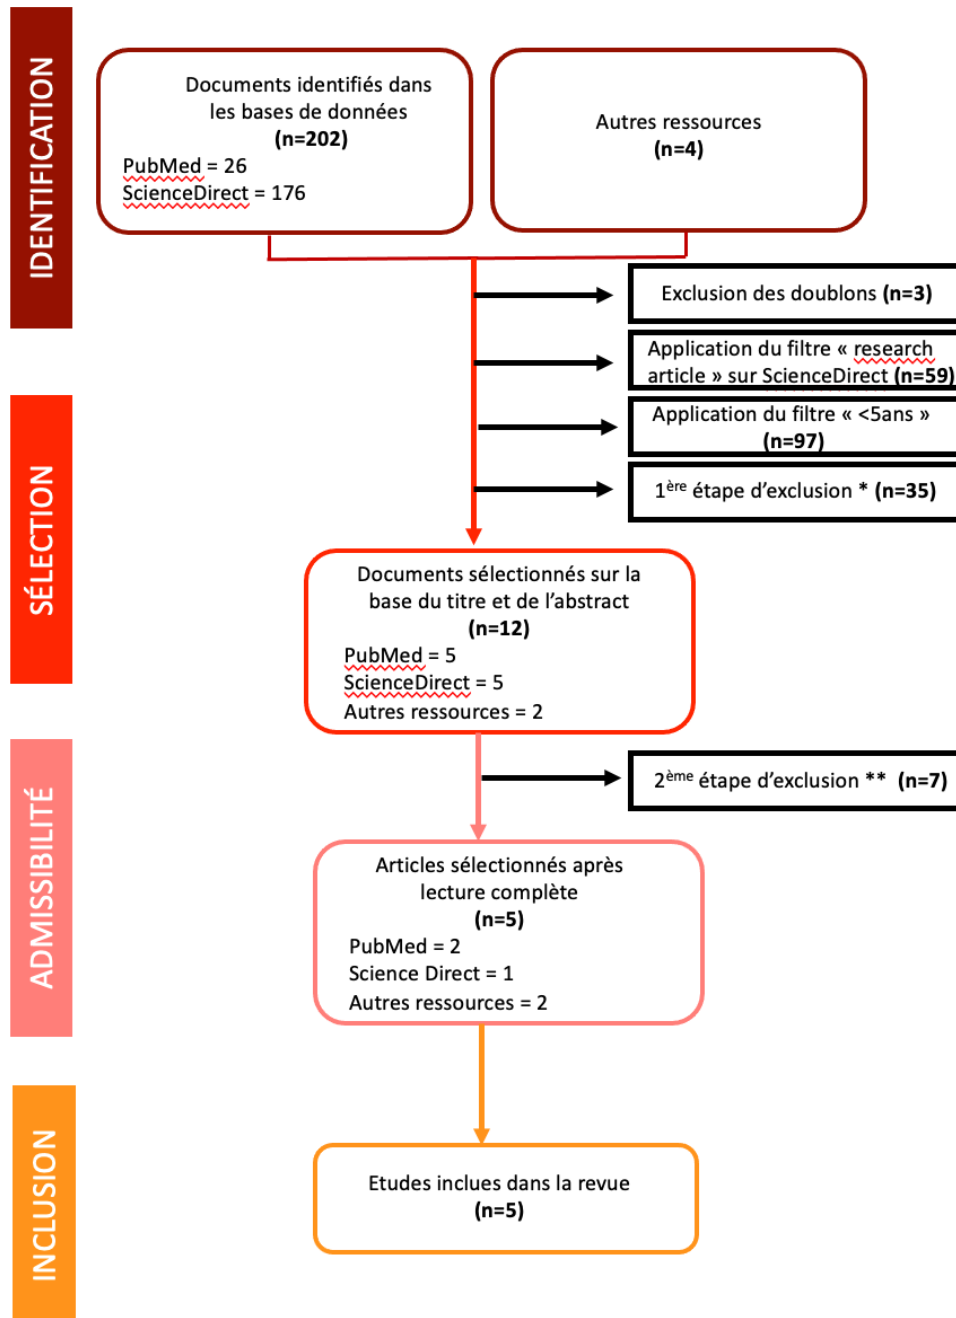 IDENTIFICATION
Documents identifiés dans
les bases de données
(n=202)
PubMed = 26
ScienceDirect = 176
Autres ressources
(n=4)
Exclusion des doublons (n=3)
Application du filtre « research
article » sur ScienceDirect (n=59)
Application du filtre « <5ans »
(n=97)
1ère étape d'exclusion * (n=35)
SÉLECTION
Documents sélectionnés sur la
base du titre et de l'abstract
(n=12)
PubMed = 5
ScienceDirect = 5
Autres ressources = 2
ADMISSIBILITÉ
2ème étape d'exclusion ** (n=7)
Articles sélectionnés après
lecture complète
(n=5)
PubMed = 2
Science Direct = 1
Autres ressources = 2
INCLUSION
Etudes inclues dans la revue
(n=5)